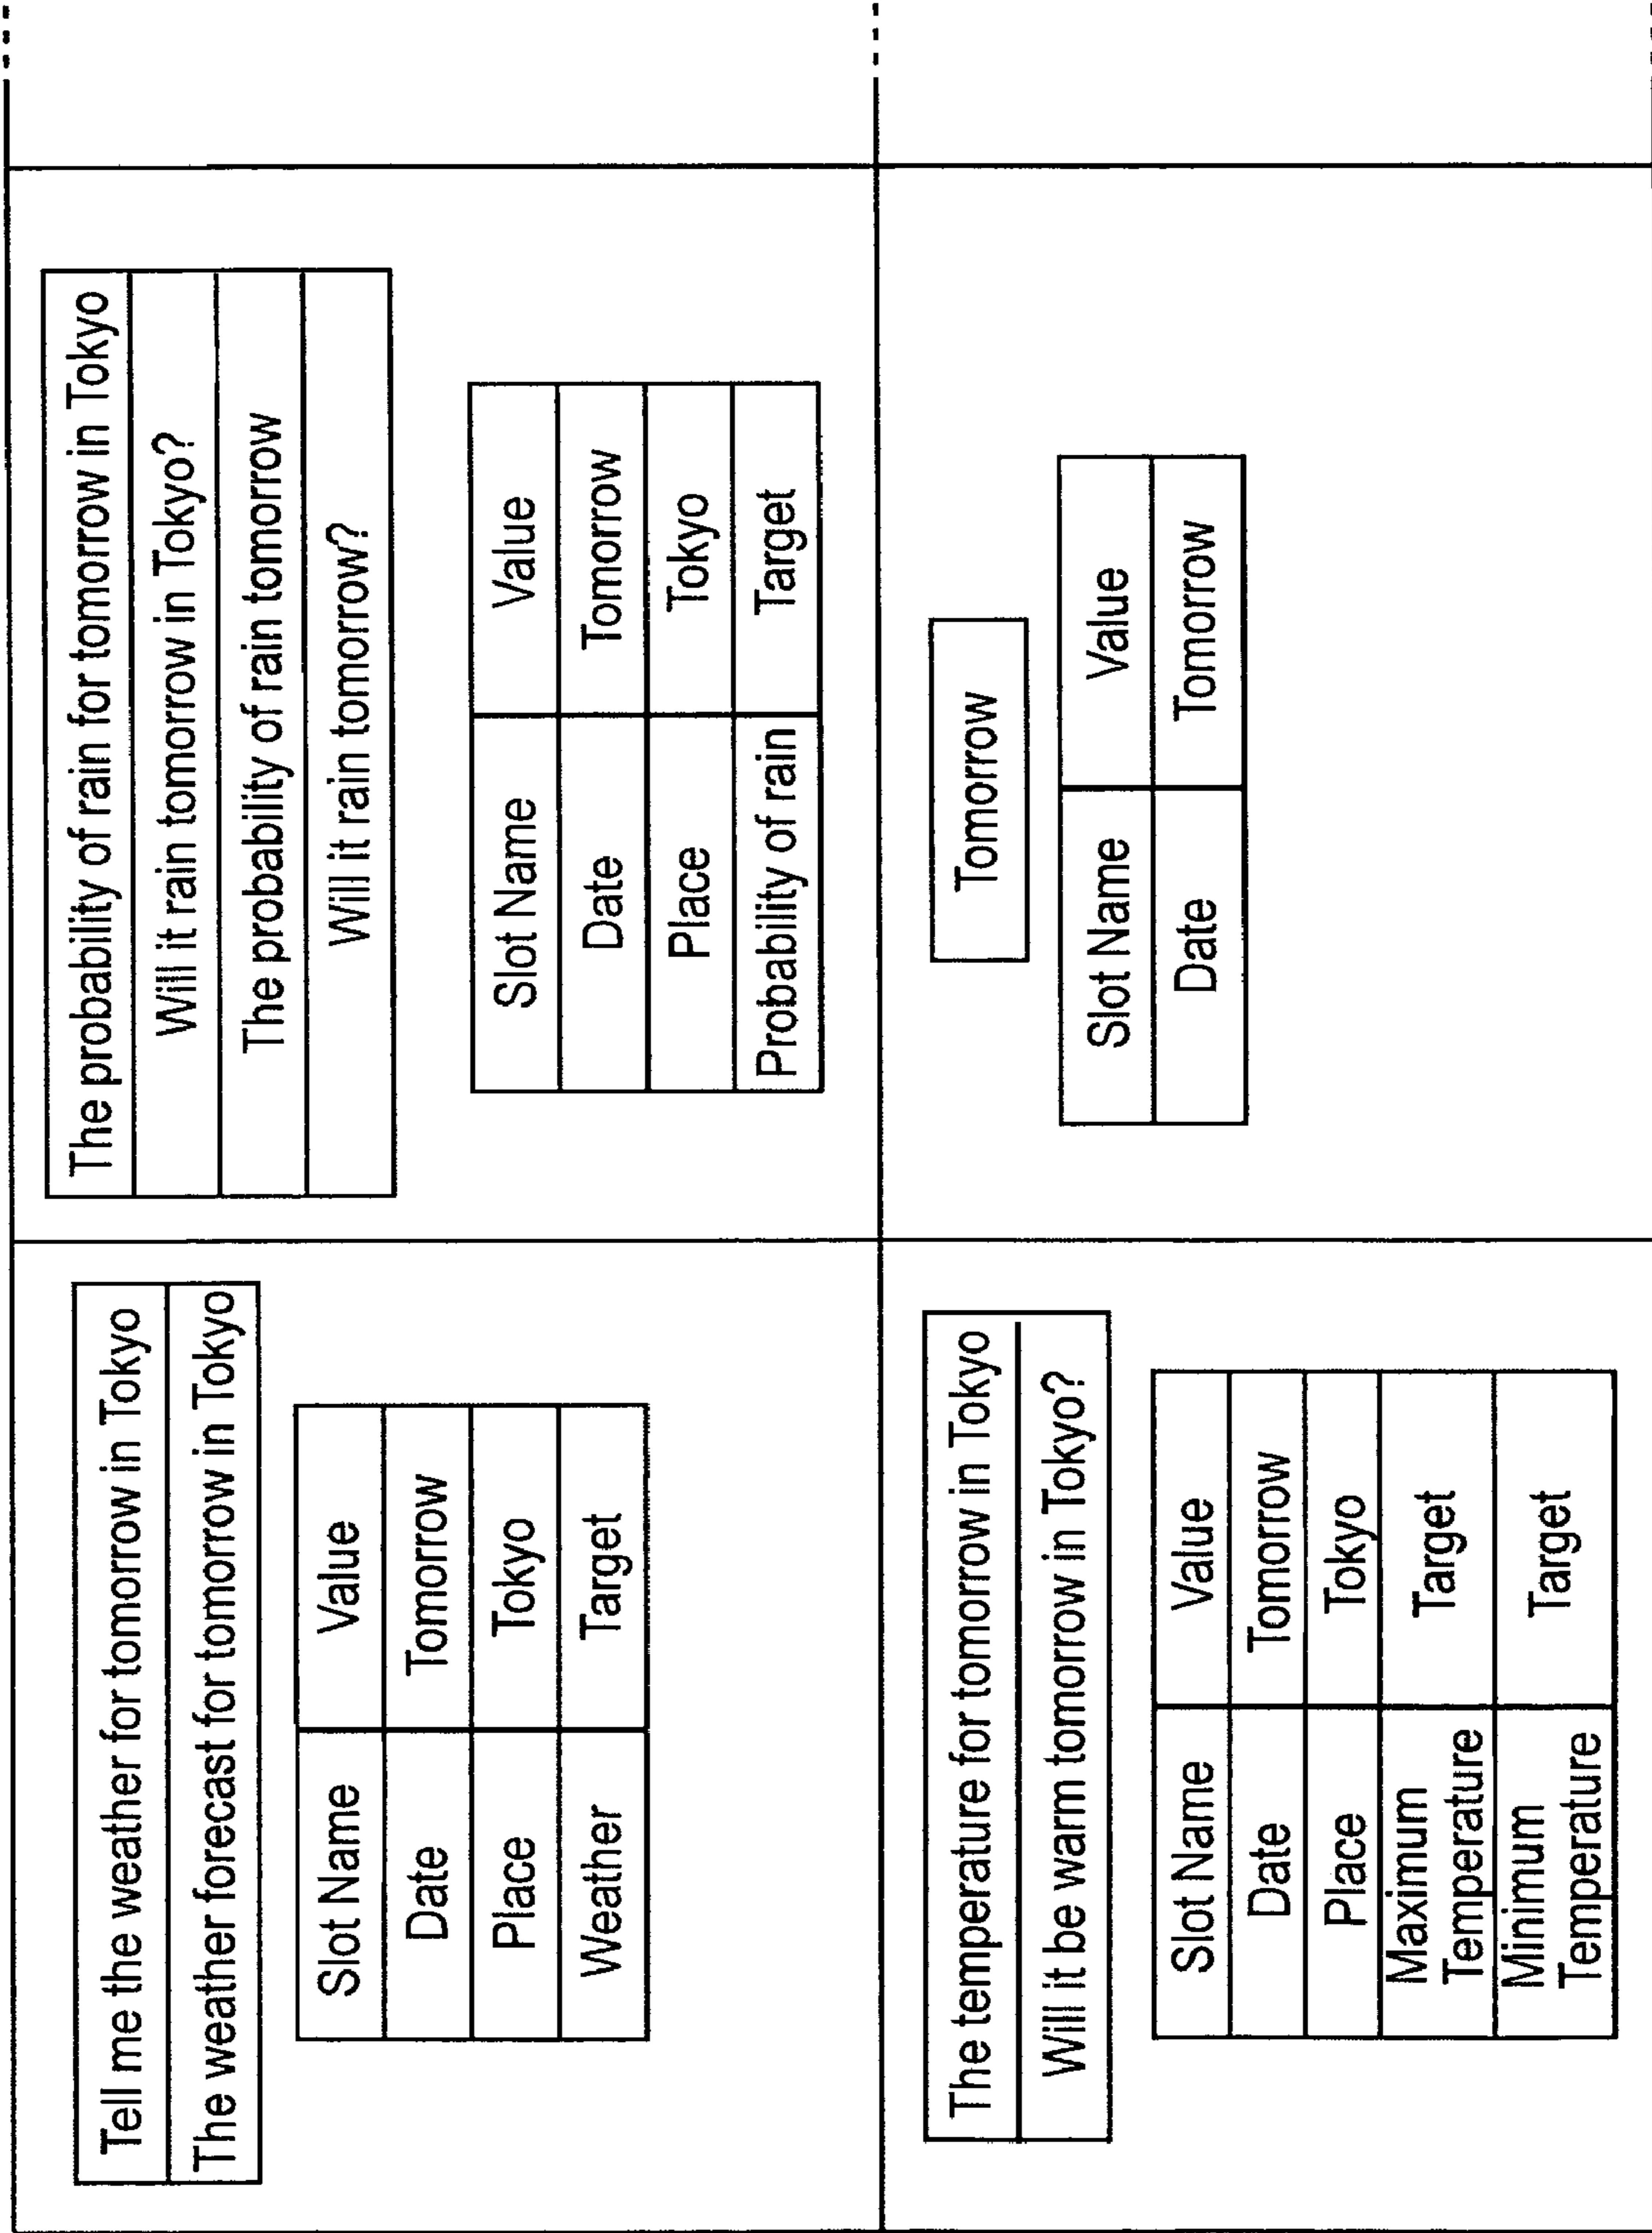 Tell me the weather for tomorrow in Tokyo
The weather forecast for tomorrow in Tokyo
Slot Name Value
Date Tomorrow
Place Tokyo
Weather Target
The probability of rain for tomorrow in Tokyo
Will it rain tomorrow in Tokyo?
The probability of rain tomorrow
Will it rain tomorrow?
Slot Name Value
Date Tomorrow
Place Tokyo
Probability of rain Target
The temperature for tomorrow in Tokyo
Will it be warm tomorrow in Tokyo?
Slot Name Value
Date Tomorrow
Place Tokyo
Maximum
Temperature Target
Minimum
Temperature Target
Tomorrow
Slot Name Value
Date Tomorrow